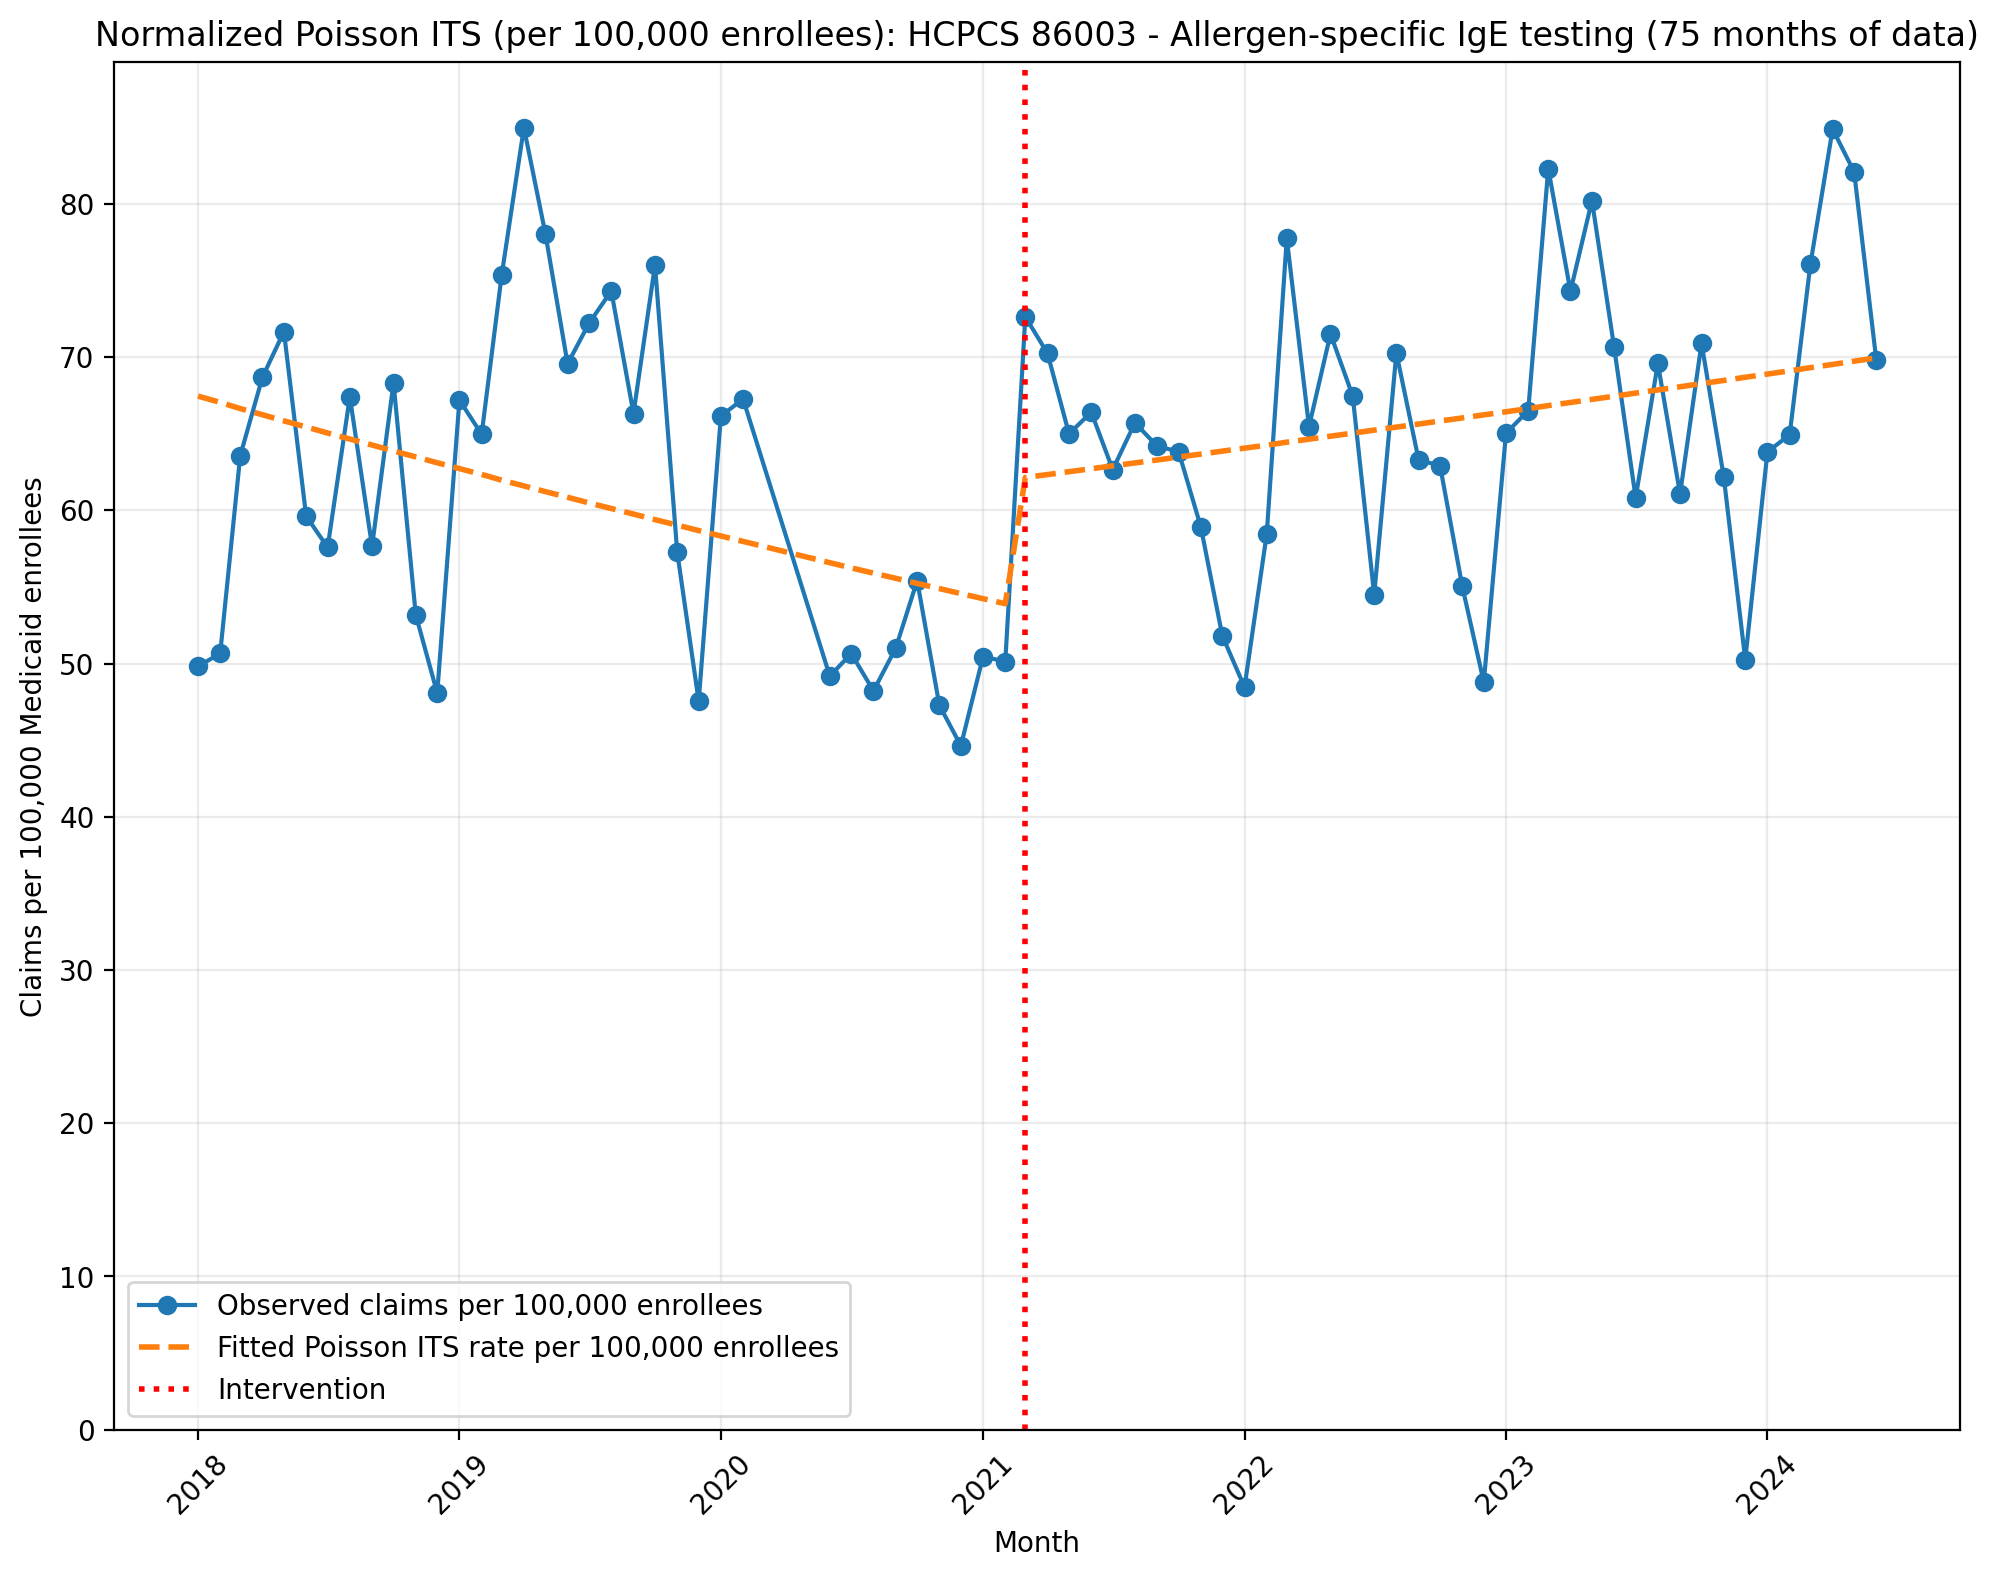 Normalized Poisson ITS (per 100,000 enrollees): HCPCS 86003 - Allergen-specific IgE testing (75 months of data)
Claims per 100,000 Medicaid enrollees
80
70
60
50
40
30
20
10
0
Observed claims per 100,000 enrollees
Fitted Poisson ITS rate per 100,000 enrollees
Intervention
2018
2019
2020
2021
2022
2023
2024
Month